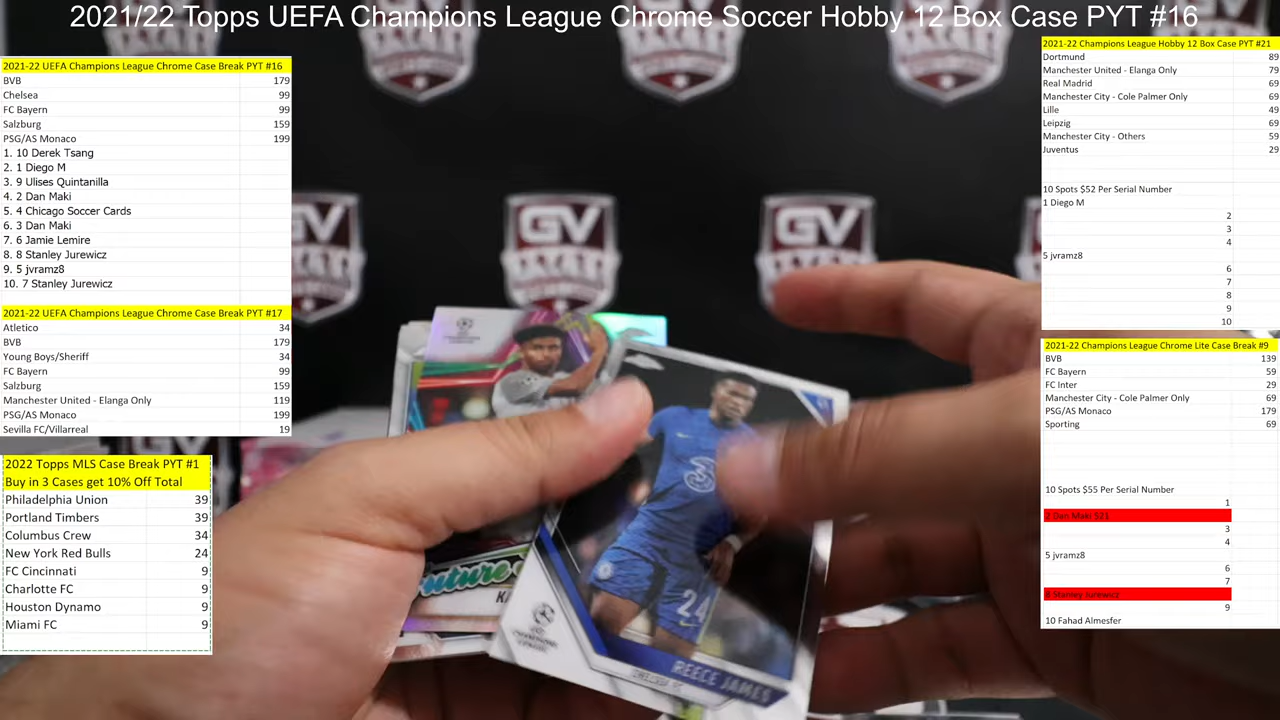 2021/22 Topps UEFA Champions League Chrome Soccer Hobby 12 Box Case PYT #16
2021-22 UEFA Champions League Chrome Case Break PYT #16
BVB 179
Chelsea 99
FC Bayern 99
Salzburg 159
PSG/AS Monaco 199
1. 10 Derek Tsang
2. 1 Diego M
3. 9 Ulises Quintanilla
4. 2 Dan Maki
5. 4 Chicago Soccer Cards
6. 3 Dan Maki
7. 6 Jamie Lemire
8. 8 Stanley Jurewicz
9. 5 jvramz8
10. 7 Stanley Jurewicz
2021-22 UEFA Champions League Chrome Case Break PYT #17
Atletico 34
BVB 179
Young Boys/Sheriff 34
FC Bayern 99
Salzburg 159
Manchester United - Elanga Only 119
PSG/AS Monaco 199
Sevilla FC/Villarreal 19
2022 Topps MLS Case Break PYT #1
Buy in 3 Cases get 10% Off Total
Philadelphia Union 39
Portland Timbers 39
Columbus Crew 34
New York Red Bulls 24
FC Cincinnati 9
Charlotte FC 9
Houston Dynamo 9
Miami FC 9
2021-22 Champions League Hobby 12 Box Case PYT #21
Dortmund 89
Manchester United - Elanga Only 79
Real Madrid 69
Manchester City - Cole Palmer Only 69
Lille 49
Leipzig 69
Manchester City - Others 59
Juventus 29
10 Spots $52 Per Serial Number
1 Diego M
2
3
4
5 jvramz8
6
7
8
9
10
2021-22 Champions League Chrome Lite Case Break #9
BVB 139
FC Bayern 59
FC Inter 29
Manchester City - Cole Palmer Only 69
PSG/AS Monaco 179
Sporting 69
10 Spots $55 Per Serial Number
1
2 Dan Maki $21
3
4
5 jvramz8
6
7
8 Stanley Jurewicz
9
10 Fahad Almesfer
GV
GV
GV
Future
24
REECE JAMES
CHELSEA FC